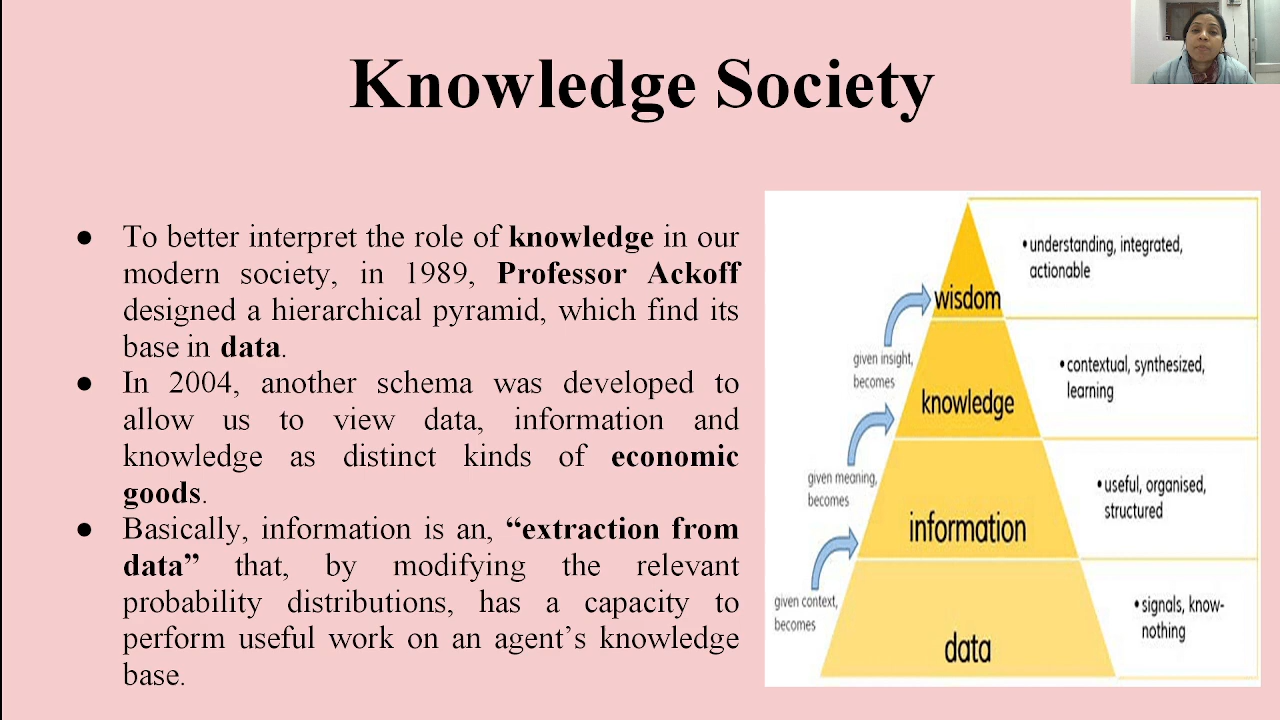 Knowledge Society
● To better interpret the role of knowledge in our
modern society, in 1989, Professor Ackoff
designed a hierarchical pyramid, which find its
base in data.
● In 2004, another schema was developed to
allow us to view data, information and
knowledge as distinct kinds of economic
goods.
● Basically, information is an, “extraction from
data” that, by modifying the relevant
probability distributions, has a capacity to
perform useful work on an agent’s knowledge
base.
wisdom
• understanding, integrated,
actionable
given insight,
becomes
knowledge
• contextual, synthesized,
learning
given meaning,
becomes
information
• useful, organised,
structured
given context,
becomes
data
• signals, know-
nothing